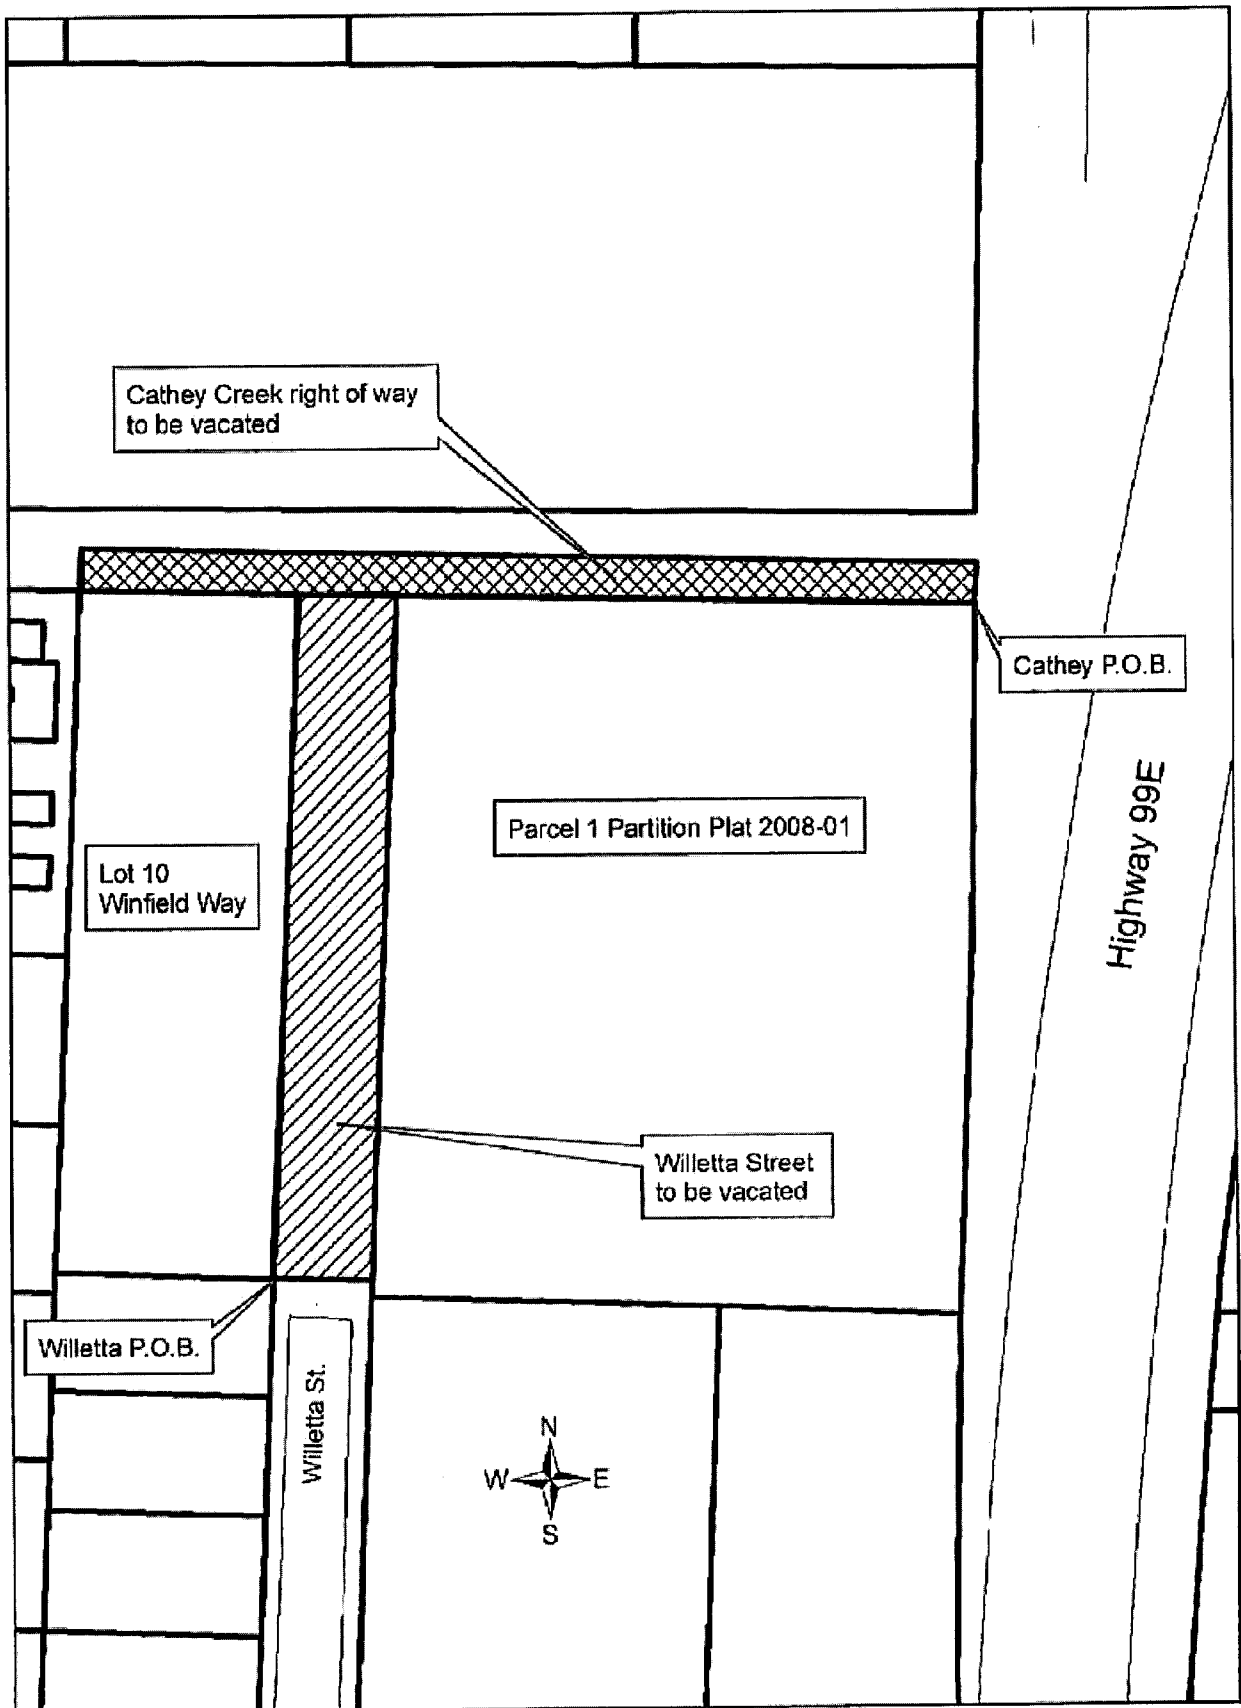 Cathey Creek right of way
to be vacated
Cathey P.O.B.
Parcel 1 Partition Plat 2008-01
Highway 99E
Lot 10
Winfield Way
Willetta Street
to be vacated
Willetta P.O.B.
Willetta St.
N
W E
S